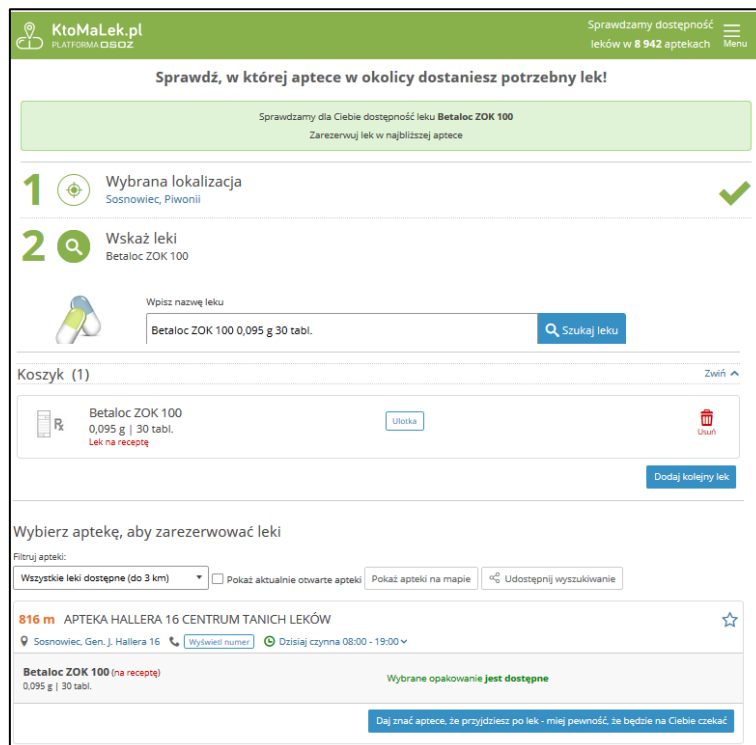 KtoMaLek.pl
PLATFORMA OSOZ
Sprawdzamy dostępność
leków w 8 942 aptekach
Menu
Sprawdź, w której aptece w okolicy dostaniesz potrzebny lek!
Sprawdzamy dla Ciebie dostępność leku Betaloc ZOK 100
Zarezerwuj lek w najbliższej aptece
1 Wybrana lokalizacja
Sosnowiec, Piwonii
2 Wskaż leki
Betaloc ZOK 100
Wpisz nazwę leku
Betaloc ZOK 100 0,095 g 30 tabl. Szukaj leku
Koszyk (1) Zwiń
Betaloc ZOK 100
Rx 0,095 g | 30 tabl. Ulotka
Lek na receptę Usuń
Dodaj kolejny lek
Wybierz aptekę, aby zarezerwować leki
Filtruj apteki:
Wszystkie leki dostępne (do 3 km) Pokaż aktualnie otwarte apteki Pokaż apteki na mapie Udostępnij wyszukiwanie
816 m APTEKA HALLERA 16 CENTRUM TANICH LEKÓW
Sosnowiec, Gen. J. Hallera 16 Wyświetl numer Dzisiaj czynna 08:00 - 19:00
Betaloc ZOK 100 (na receptę)
0,095 g | 30 tabl. Wybrane opakowanie jest dostępne
Daj znać aptece, że przyjdziesz po lek - miej pewność, że będzie na Ciebie czekać